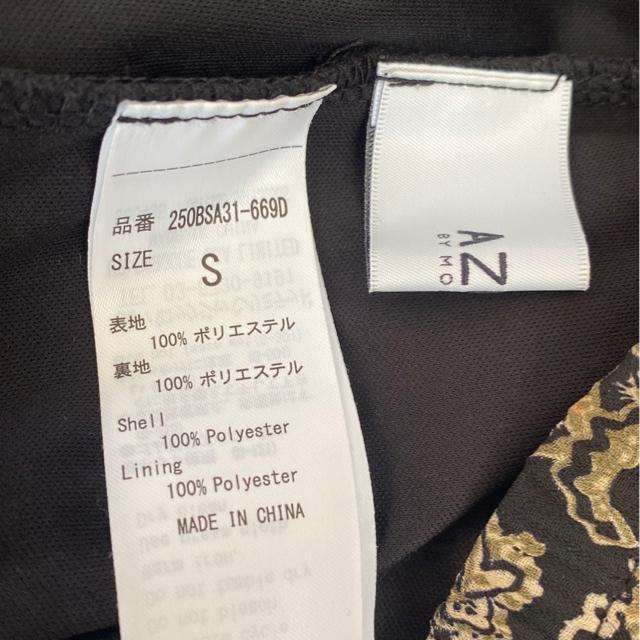 品番 250BSA31-669D
SIZE S
表地
100% ポリエステル
裏地
100% ポリエステル
Shell
100% Polyester
Lining
100% Polyester
MADE IN CHINA
AZ
BY MO